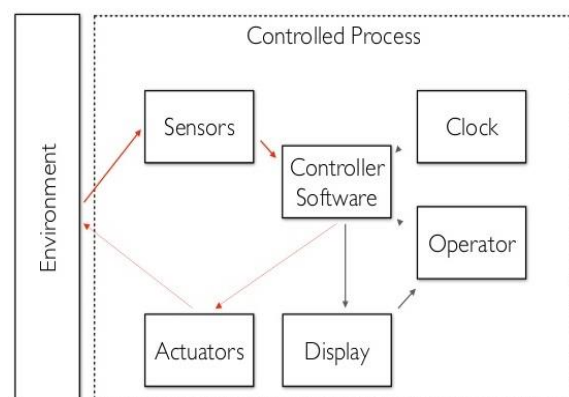 Controlled Process
Environment
Sensors
Clock
Controller
Software
Operator
Actuators
Display